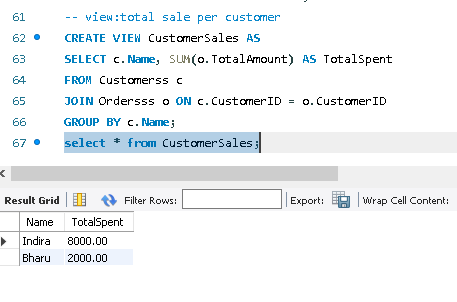 61 -- view:total sale per customer
62 CREATE VIEW CustomerSales AS
63 SELECT c.Name, SUM(o.TotalAmount) AS TotalSpent
64 FROM Customerss c
65 JOIN Ordersss o ON c.CustomerID = o.CustomerID
66 GROUP BY c.Name;
67 select * from CustomerSales;
Result Grid Filter Rows: Export: Wrap Cell Content:
Name TotalSpent
Indira 8000.00
Bharu 2000.00